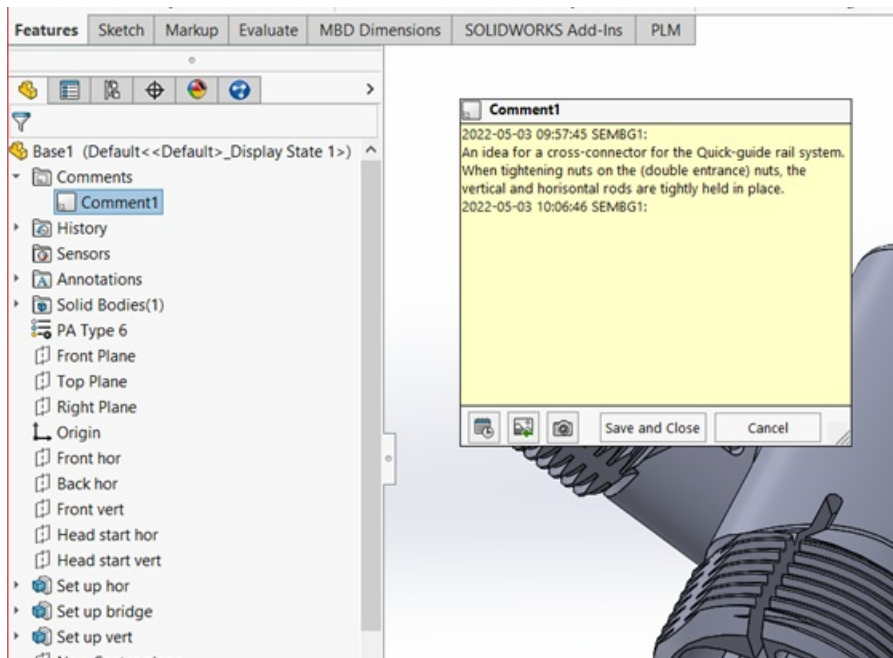 Features Sketch Markup Evaluate MBD Dimensions SOLIDWORKS Add-Ins PLM
Base1 (Default<<Default>_Display State 1>)
Comments
Comment1
History
Sensors
Annotations
Solid Bodies(1)
PA Type 6
Front Plane
Top Plane
Right Plane
Origin
Front hor
Back hor
Front vert
Head start hor
Head start vert
Set up hor
Set up bridge
Set up vert
Comment1
2022-05-03 09:57:45 SEMBG1:
An idea for a cross-connector for the Quick-guide rail system.
When tightening nuts on the (double entrance) nuts, the
vertical and horisontal rods are tightly held in place.
2022-05-03 10:06:46 SEMBG1:
Save and Close Cancel